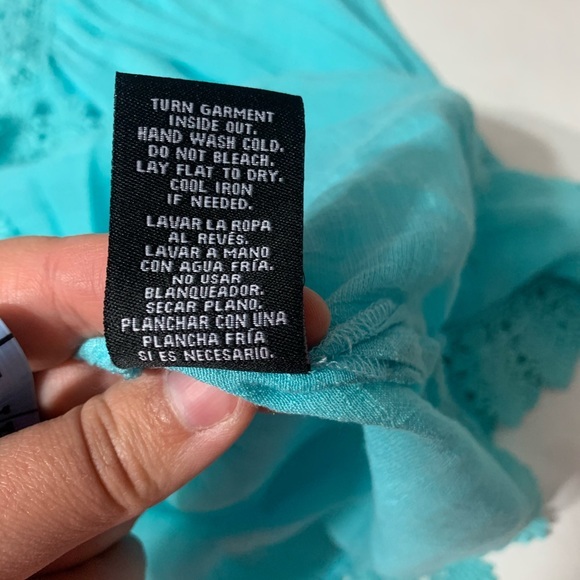 TURN GARMENT
INSIDE OUT.
HAND WASH COLD.
DO NOT BLEACH.
LAY FLAT TO DRY.
COOL IRON
IF NEEDED.
LAVAR LA ROPA
AL REVÉS.
LAVAR A MANO
CON AGUA FRÍA.
NO USAR
BLANQUEADOR.
SECAR PLANO.
PLANCHAR CON UNA
PLANCHA FRÍA
SI ES NECESARIO.